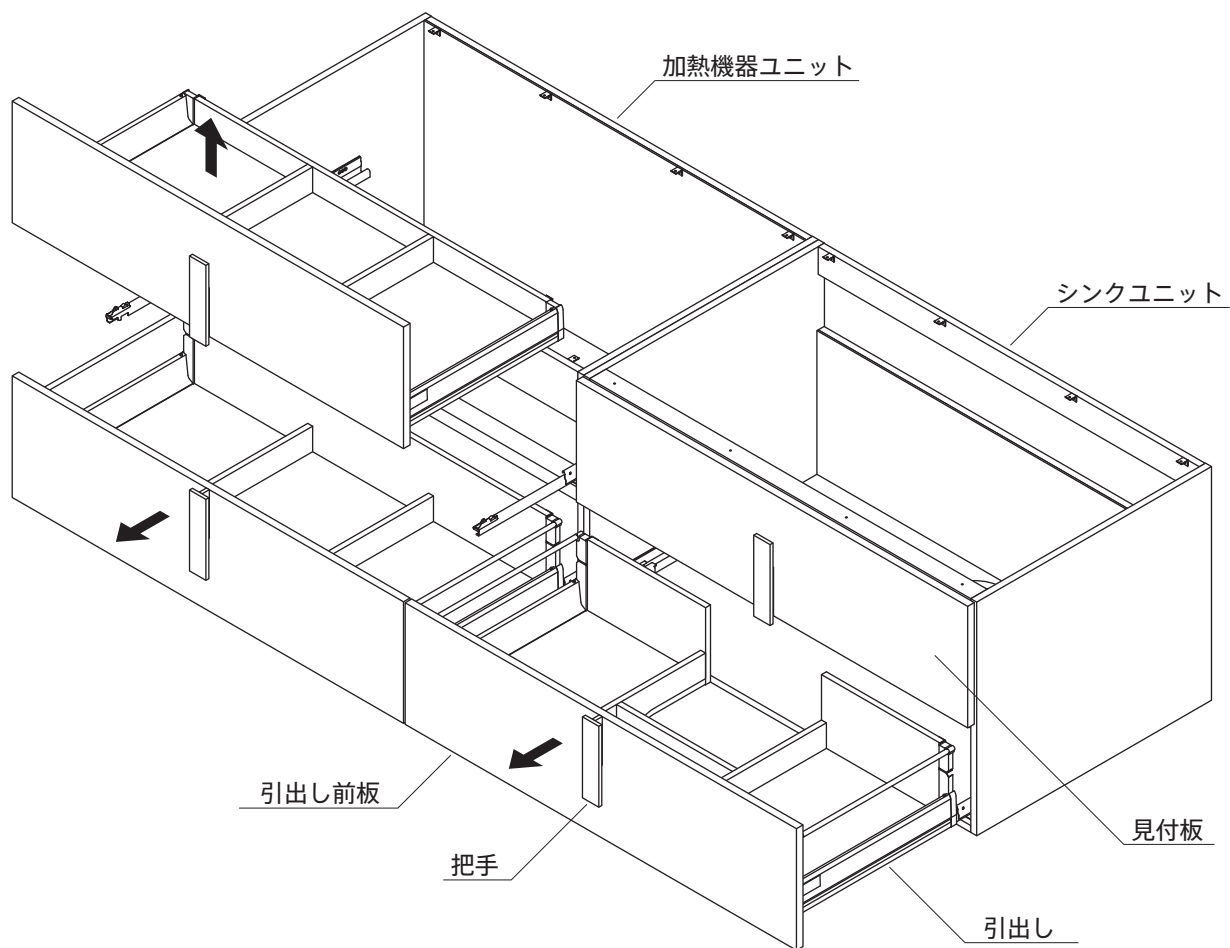 加熱機器ユニット
シンクユニット
引出し前板
把手
見付板
引出し